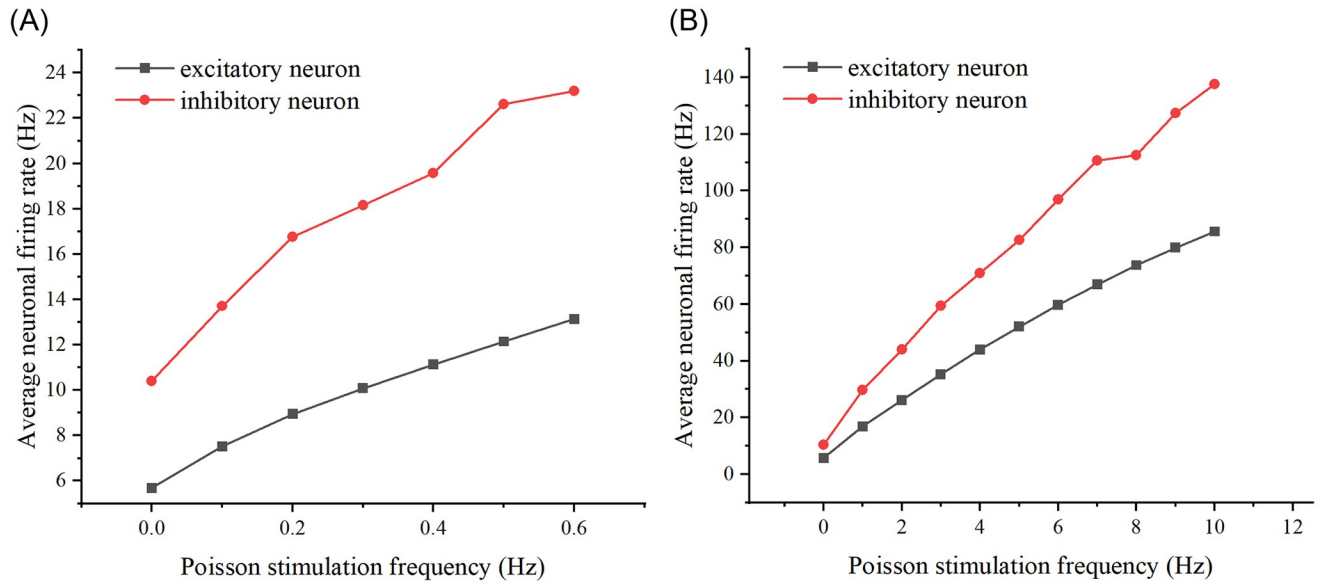 (A)
excitatory neuron
inhibitory neuron
Average neuronal firing rate (Hz)
24
22
20
18
16
14
12
10
8
6
0.0 0.2 0.4 0.6
Poisson stimulation frequency (Hz)
(B)
excitatory neuron
inhibitory neuron
Average neuronal firing rate (Hz)
140
120
100
80
60
40
20
0
0 2 4 6 8 10 12
Poisson stimulation frequency (Hz)